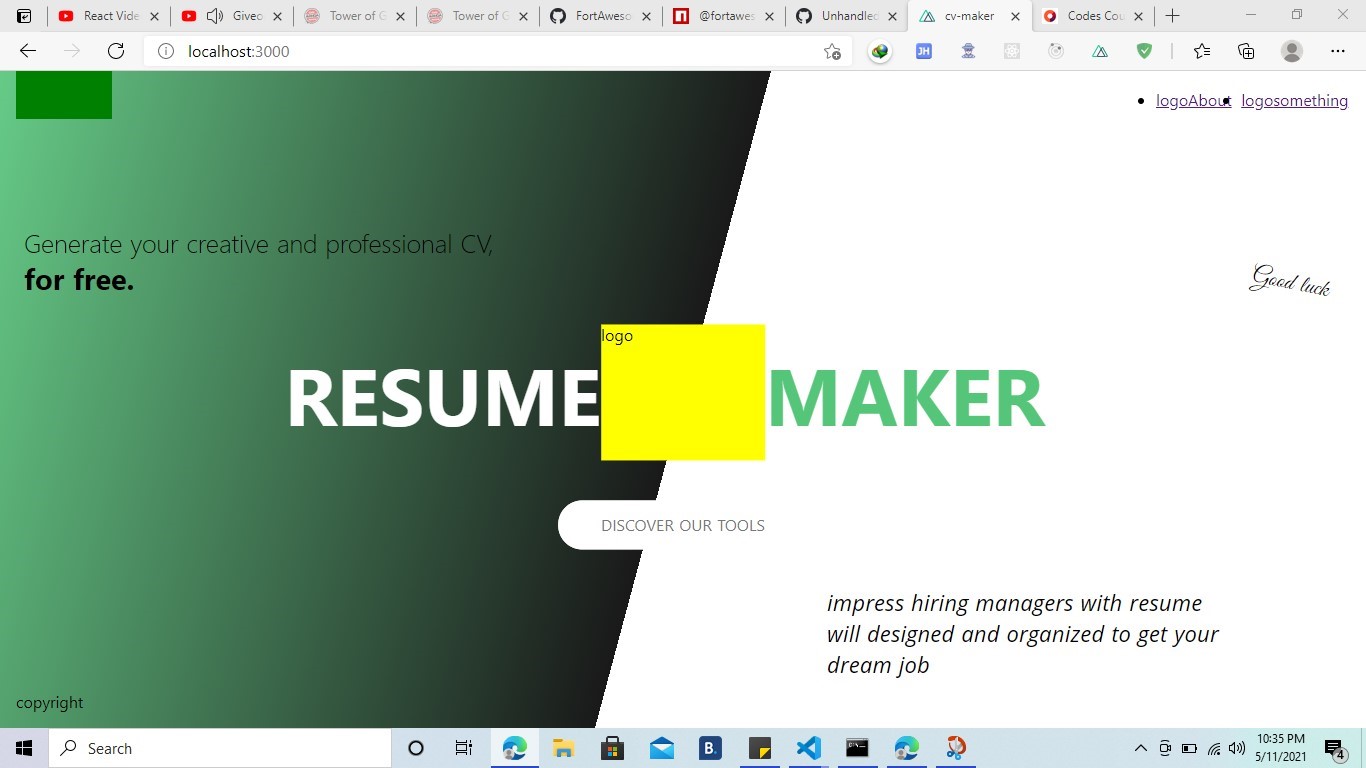 React Vide
Giveo
Tower of G
Tower of G
FortAweso
@fortawes
Unhandled
cv-maker
Codes Cou
localhost:3000
JH
logoAbout
logosomething
Generate your creative and professional CV,
for free.
Good luck
logo
RESUME
MAKER
DISCOVER OUR TOOLS
impress hiring managers with resume
will designed and organized to get your
dream job
copyright
Search
B.
10:35 PM
5/11/2021
4